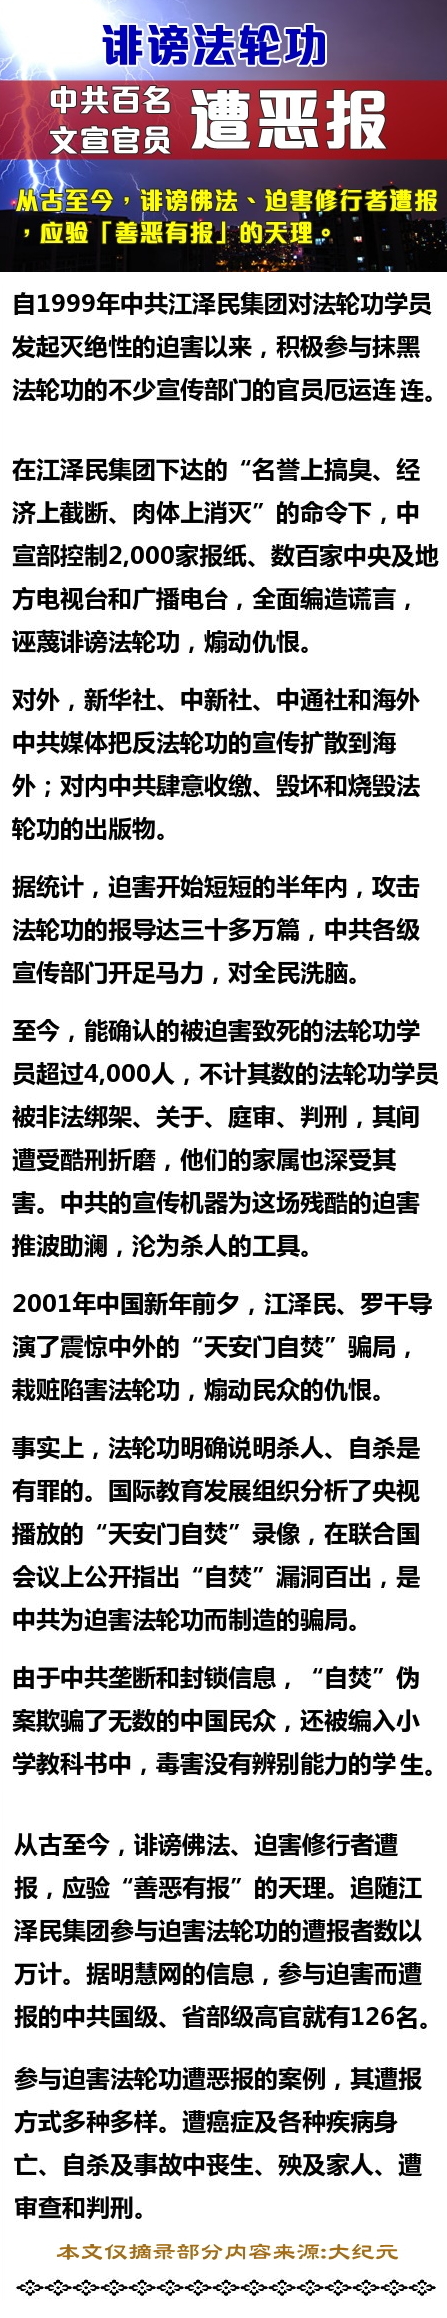 诽谤法轮功
中共百名
文宣官员
遭恶报
从古至今，诽谤佛法、迫害修行者遭报
，应验「善恶有报」的天理。
自1999年中共江泽民集团对法轮功学员
发起灭绝性的迫害以来，积极参与抹黑
法轮功的不少宣传部门的官员厄运连连。
在江泽民集团下达的“名誉上搞臭、经
济上截断、肉体上消灭”的命令下，中
宣部控制2,000家报纸、数百家中央及地
方电视台和广播电台，全面编造谎言，
诬蔑诽谤法轮功，煽动仇恨。
对外，新华社、中新社、中通社和海外
中共媒体把反法轮功的宣传扩散到海
外；对内中共肆意收缴、毁坏和烧毁法
轮功的出版物。
据统计，迫害开始短短的半年内，攻击
法轮功的报导达三十多万篇，中共各级
宣传部门开足马力，对全民洗脑。
至今，能确认的被迫害致死的法轮功学
员超过4,000人，不计其数的法轮功学员
被非法绑架、关于、庭审、判刑，其间
遭受酷刑折磨，他们的家属也深受其
害。中共的宣传机器为这场残酷的迫害
推波助澜，沦为杀人的工具。
2001年中国新年前夕，江泽民、罗干导
演了震惊中外的“天安门自焚”骗局，
栽赃陷害法轮功，煽动民众的仇恨。
事实上，法轮功明确说明杀人、自杀是
有罪的。国际教育发展组织分析了央视
播放的“天安门自焚”录像，在联合国
会议上公开指出“自焚”漏洞百出，是
中共为迫害法轮功而制造的骗局。
由于中共垄断和封锁信息，“自焚”伪
案欺骗了无数的中国民众，还被编入小
学教科书中，毒害没有辨别能力的学生。
从古至今，诽谤佛法、迫害修行者遭
报，应验“善恶有报”的天理。追随江
泽民集团参与迫害法轮功的遭报者数以
万计。据明慧网的信息，参与迫害而遭
报的中共国级、省部级高官就有126名。
参与迫害法轮功遭恶报的案例，其遭报
方式多种多样。遭癌症及各种疾病身
亡、自杀及事故中丧生、殃及家人、遭
审查和判刑。
本文仅摘录部分内容来源:大纪元